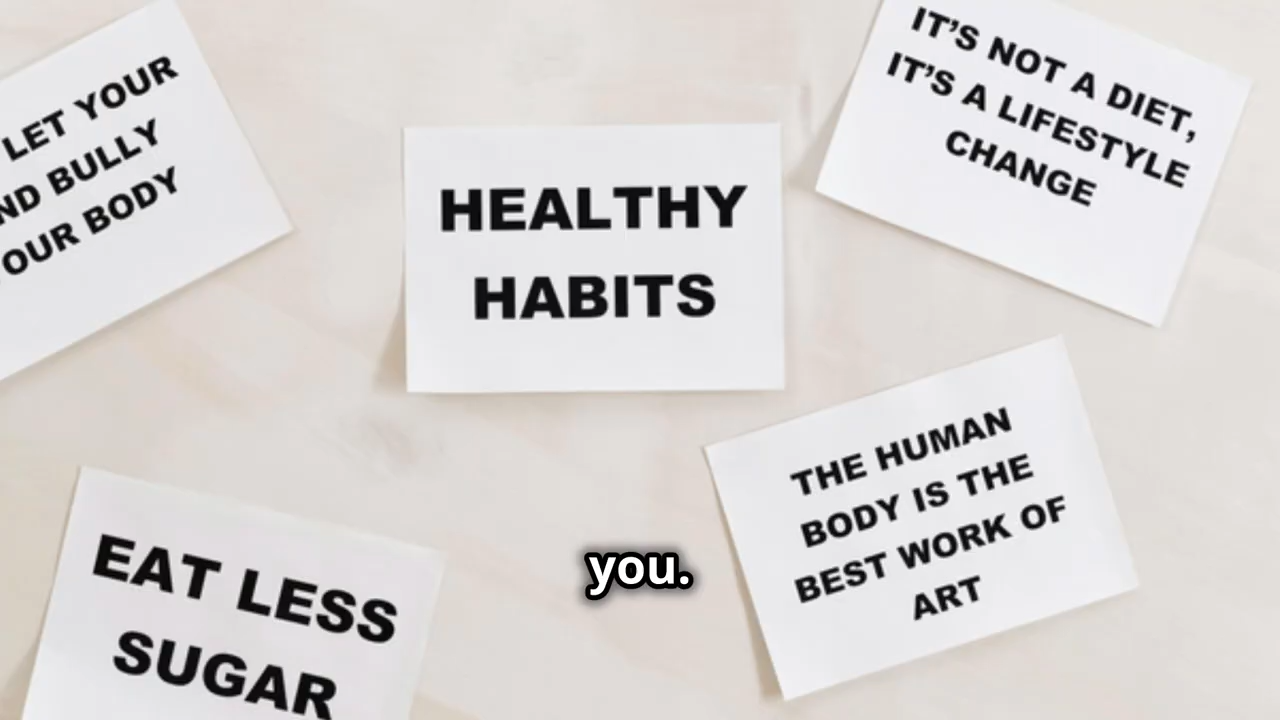 LET YOUR
BULLY
BODY
HEALTHY
HABITS
IT'S NOT A DIET,
IT'S A LIFESTYLE
CHANGE
THE HUMAN
BODY IS THE
BEST WORK OF
ART
EAT LESS
SUGAR
you.